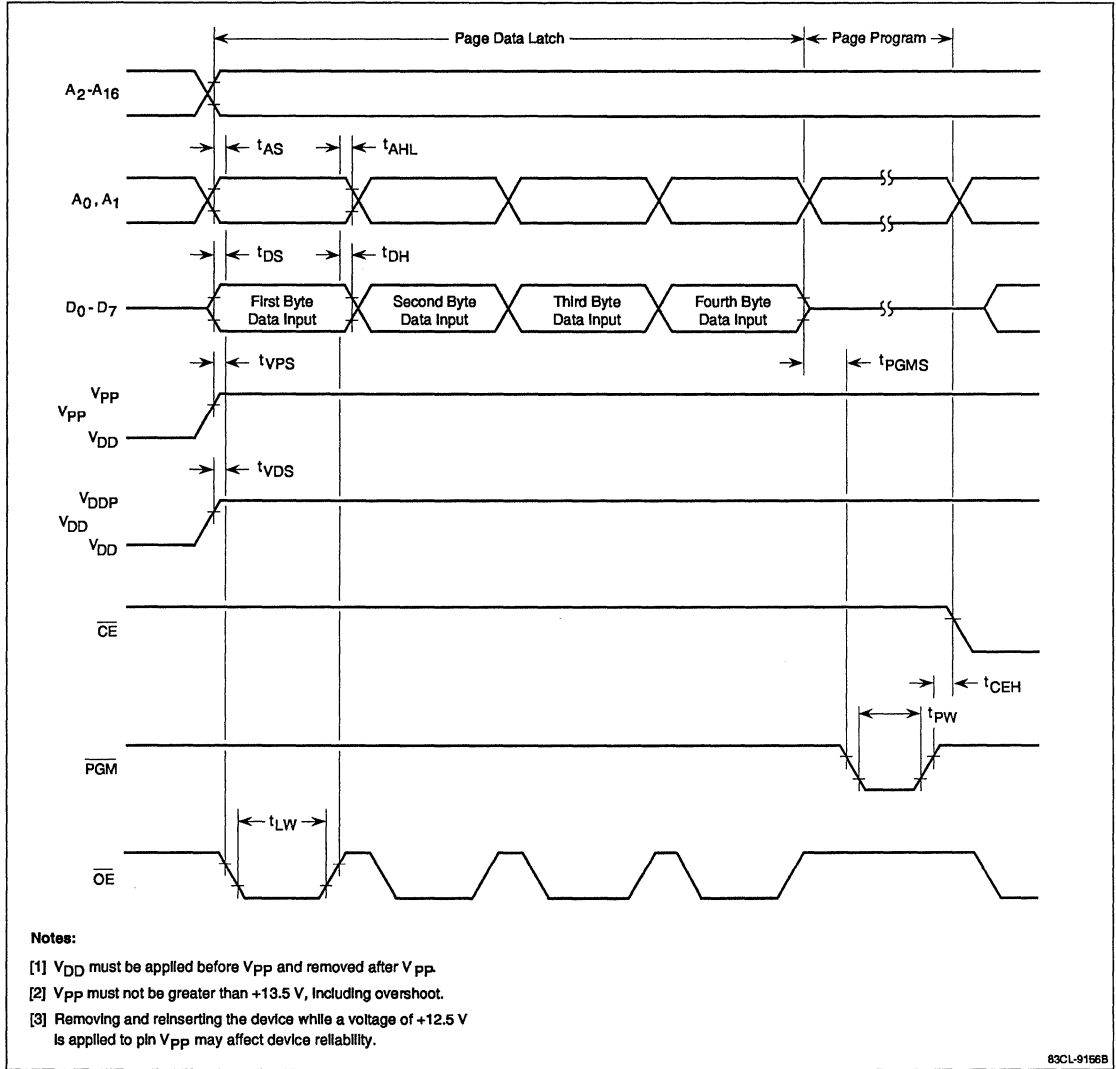 Page Data Latch
Page Program
A2-A16
tAS
tAHL
A0, A1
tDS
tDH
D0 - D7
First Byte
Data Input
Second Byte
Data Input
Third Byte
Data Input
Fourth Byte
Data Input
tVPS
tPGMS
VPP
VPP
VDD
tVDS
VDDP
VDD
VDD
CE
tCEH
tPW
PGM
tLW
OE
Notes:
[1] VDD must be applied before VPP and removed after VPP.
[2] VPP must not be greater than +13.5 V, including overshoot.
[3] Removing and reinserting the device while a voltage of +12.5 V
is applied to pin VPP may affect device reliability.
83CL-9166B